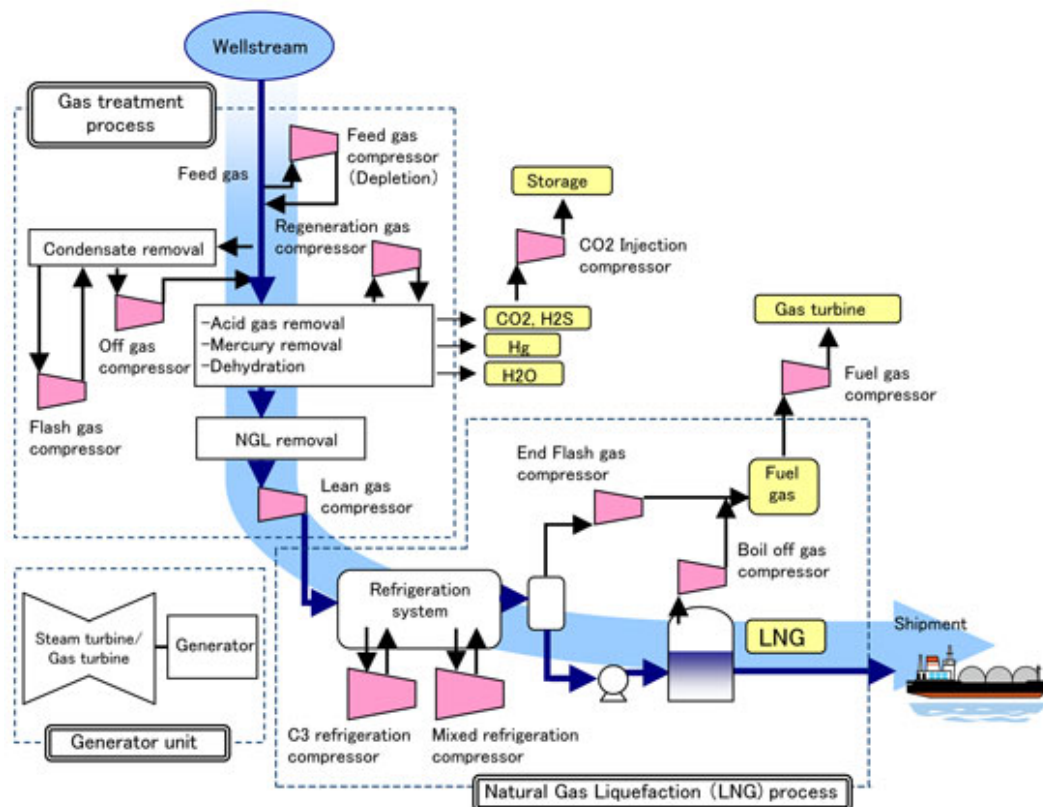 Wellstream
Gas treatment
process
Feed gas
compressor
(Depletion)
Feed gas
Storage
Regeneration gas
compressor
Condensate removal
CO2 Injection
compressor
-Acid gas removal
-Mercury removal
-Dehydration
CO2, H2S
Hg
H2O
Gas turbine
Off gas
compressor
Fuel gas
compressor
Flash gas
compressor
NGL removal
End Flash gas
compressor
Fuel
gas
Lean gas
compressor
Boil off gas
compressor
Refrigeration
system
Steam turbine/
Gas turbine
Generator
LNG
Shipment
C3 refrigeration
compressor
Mixed refrigeration
compressor
Generator unit
Natural Gas Liquefaction (LNG) process